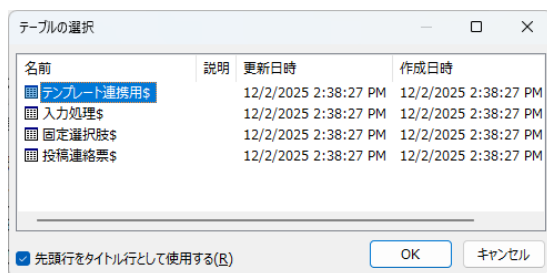 テーブルの選択
名前 説明 更新日時 作成日時
テンプレート連携用$ 12/2/2025 2:38:27 PM 12/2/2025 2:38:27 PM
入力処理$ 12/2/2025 2:38:27 PM 12/2/2025 2:38:27 PM
固定選択肢$ 12/2/2025 2:38:27 PM 12/2/2025 2:38:27 PM
投稿連絡票$ 12/2/2025 2:38:27 PM 12/2/2025 2:38:27 PM
先頭行をタイトル行として使用する(R) OK キャンセル